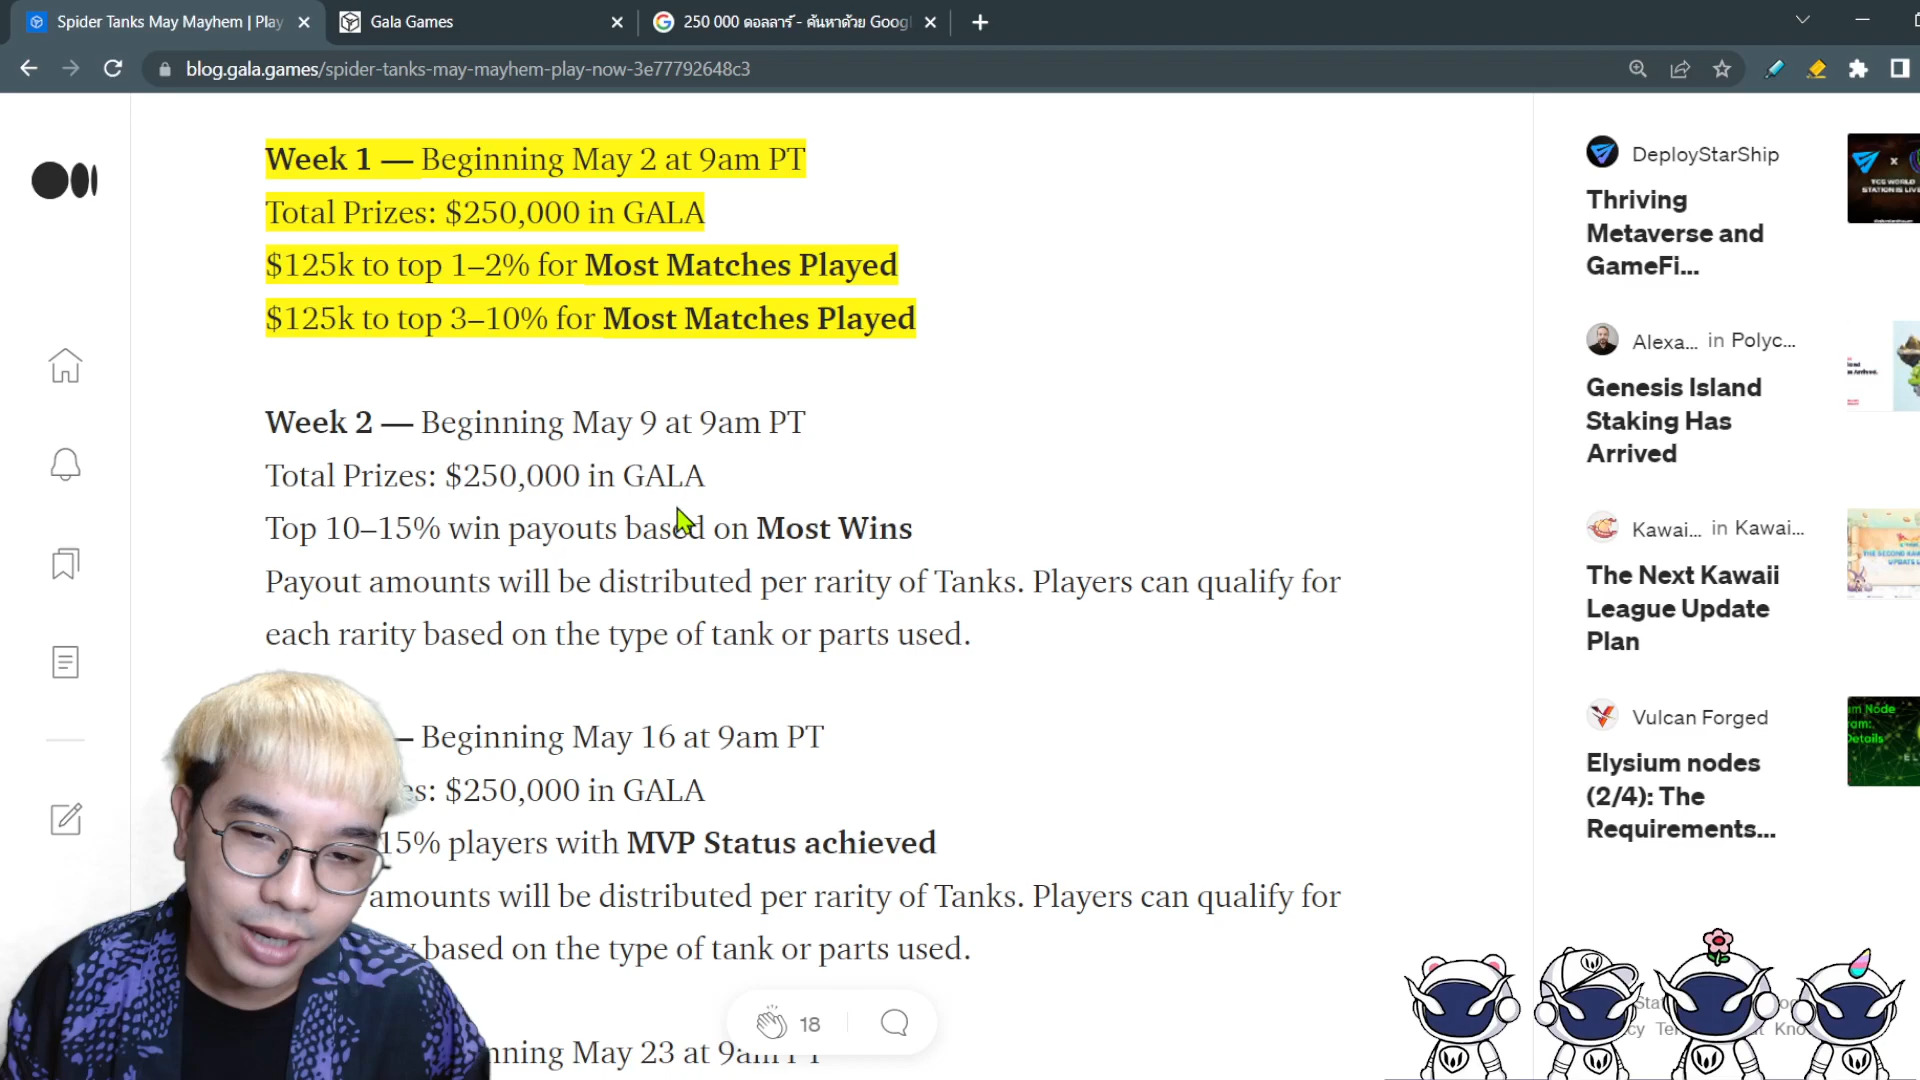 Spider Tanks May Mayhem | Play
Gala Games
250 000 ดอลลาร์ - ค้นหาด้วย Googl
blog.gala.games/spider-tanks-may-mayhem-play-now-3e77792648c3
Week 1 — Beginning May 2 at 9am PT
Total Prizes: $250,000 in GALA
$125k to top 1–2% for Most Matches Played
$125k to top 3–10% for Most Matches Played
Week 2 — Beginning May 9 at 9am PT
Total Prizes: $250,000 in GALA
Top 10–15% win payouts based on Most Wins
Payout amounts will be distributed per rarity of Tanks. Players can qualify for
each rarity based on the type of tank or parts used.
— Beginning May 16 at 9am PT
es: $250,000 in GALA
15% players with MVP Status achieved
amounts will be distributed per rarity of Tanks. Players can qualify for
y based on the type of tank or parts used.
nning May 23 at 9am PT
18
DeployStarShip
Thriving
Metaverse and
GameFi...
Alexa... in Polyc...
Genesis Island
Staking Has
Arrived
Kawai... in Kawai...
The Next Kawaii
League Update
Plan
Vulcan Forged
Elysium nodes
(2/4): The
Requirements...